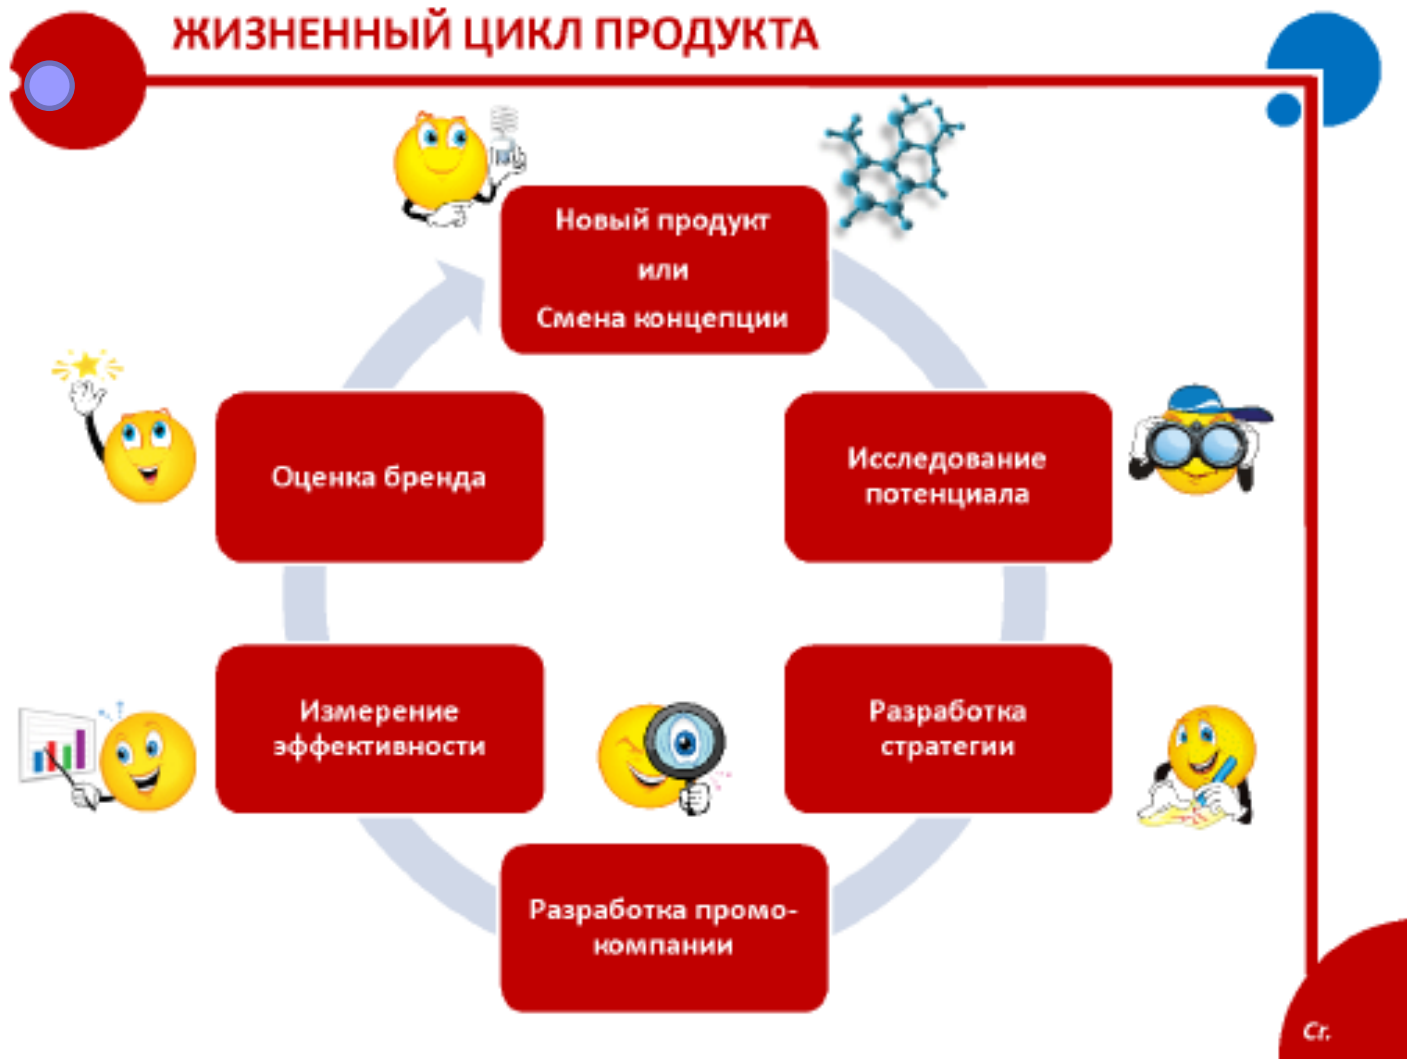 ЖИЗНЕННЫЙ ЦИКЛ ПРОДУКТА
Новый продукт
или
Смена концепции
Исследование
потенциала
Разработка
стратегии
Разработка промо-
компании
Измерение
эффективности
Оценка бренда
Cr.